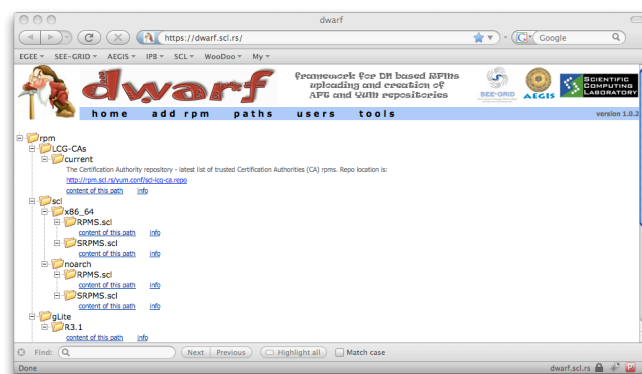 dwarf
https://dwarf.scl.rs/
Google
EGEE SEE-GRID AEGIS IPB SCL WooDoo My
dwarf
framework for DB based RPMs
uploading and creation of
APT and YUM repositories
SEE-GRID
AEGIS
SCIENTIFIC
COMPUTING
LABORATORY
home add rpm paths users tools
version 1.0.2
rpm
LCG-CAs
current
The Certification Authority repository - latest list of trusted Certification Authorities (CA) rpms. Repo location is:
http://rpm.scl.rs/yum.conf/scl-lcg-ca.repo
content of this path info
scl
x86_64
RPMS.scl
content of this path info
SRPMS.scl
content of this path info
noarch
RPMS.scl
content of this path info
SRPMS.scl
content of this path info
gLite
R3.1
content of this path info
Find: Next Previous Highlight all Match case
Done
dwarf.scl.rs